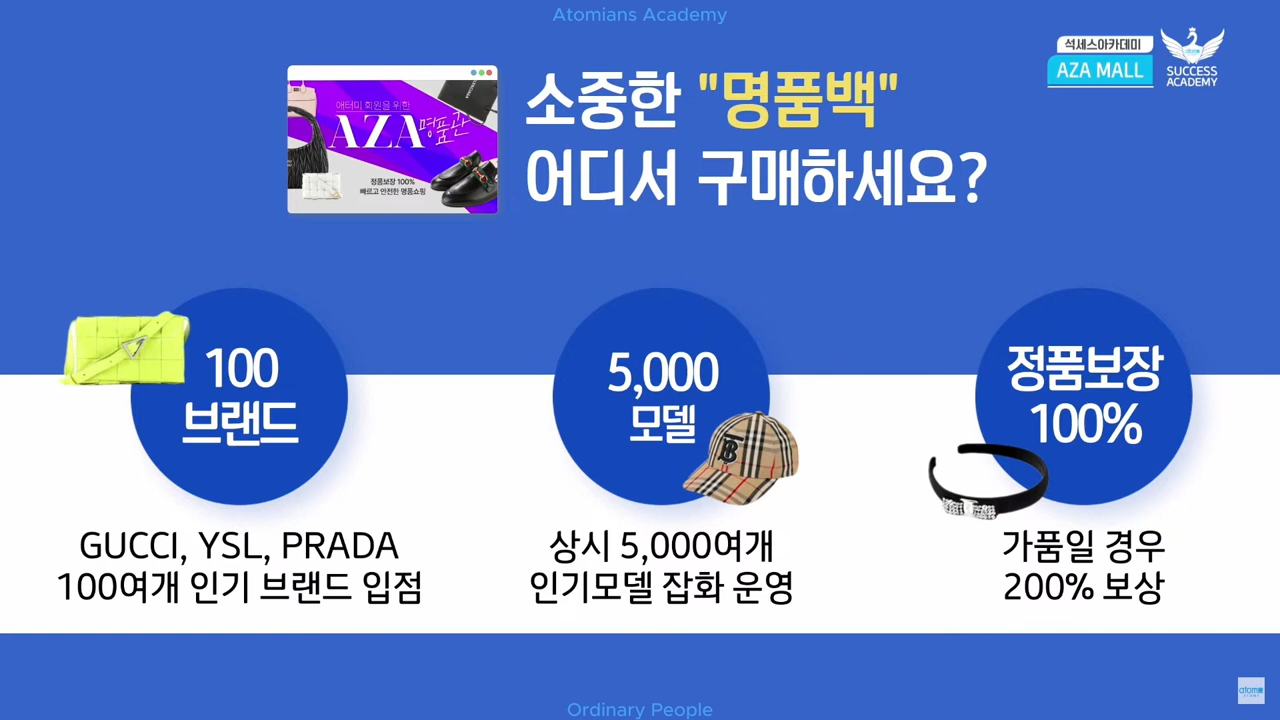 Atomians Academy
석세스아카데미
AZA MALL
SUCCESS
ACADEMY
애터미 회원을 위한
AZA 명품관
정품보장 100%
빠르고 안전한 명품쇼핑
소중한 "명품백"
어디서 구매하세요?
100
브랜드
GUCCI, YSL, PRADA
100여개 인기 브랜드 입점
5,000
모델
상시 5,000여개
인기모델 잡화 운영
정품보장
100%
가품일 경우
200% 보상
Ordinary People